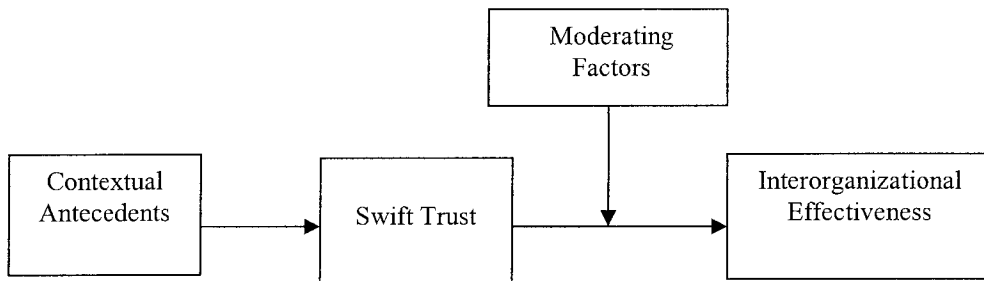 Moderating
Factors
Contextual
Antecedents
Swift Trust
Interorganizational
Effectiveness